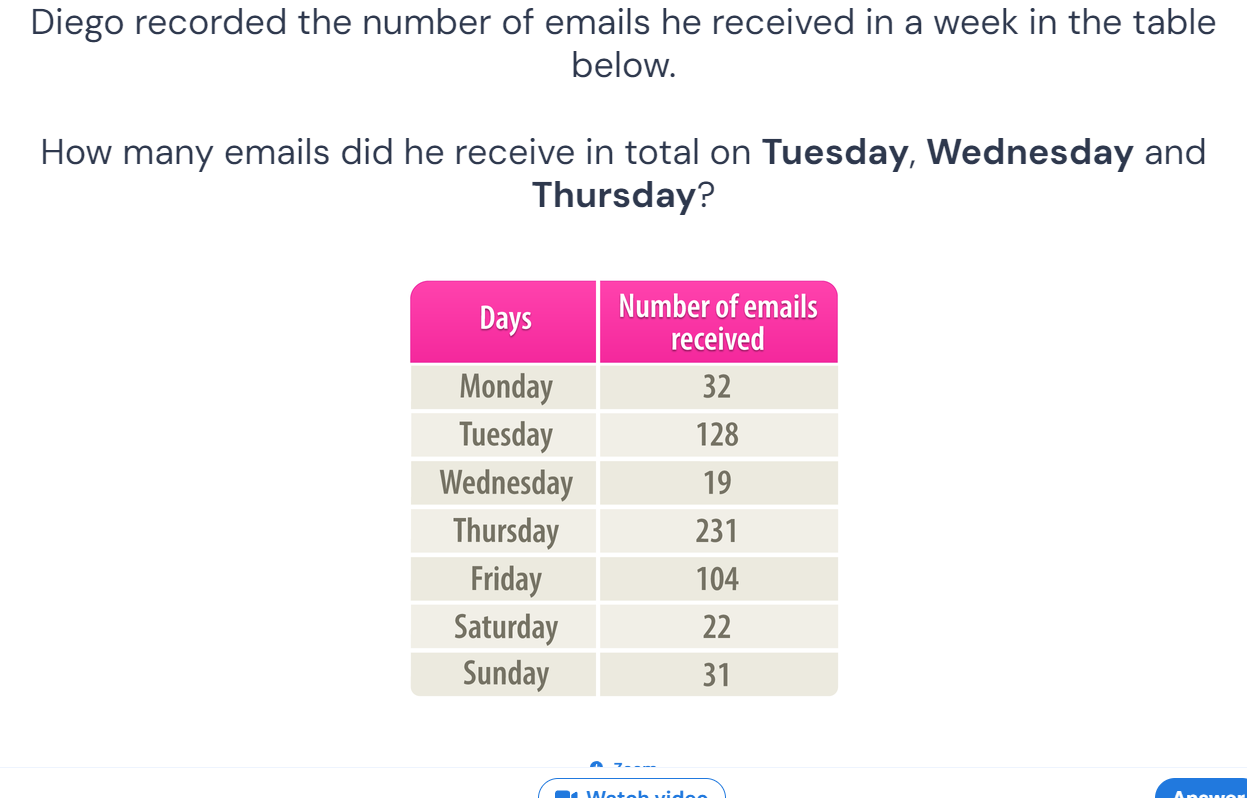 Diego recorded the number of emails he received in a week in the table
below.
How many emails did he receive in total on Tuesday, Wednesday and
Thursday?
Days
Number of emails
received
Monday 32
Tuesday 128
Wednesday 19
Thursday 231
Friday 104
Saturday 22
Sunday 31
Zoom
Watch video
Answer